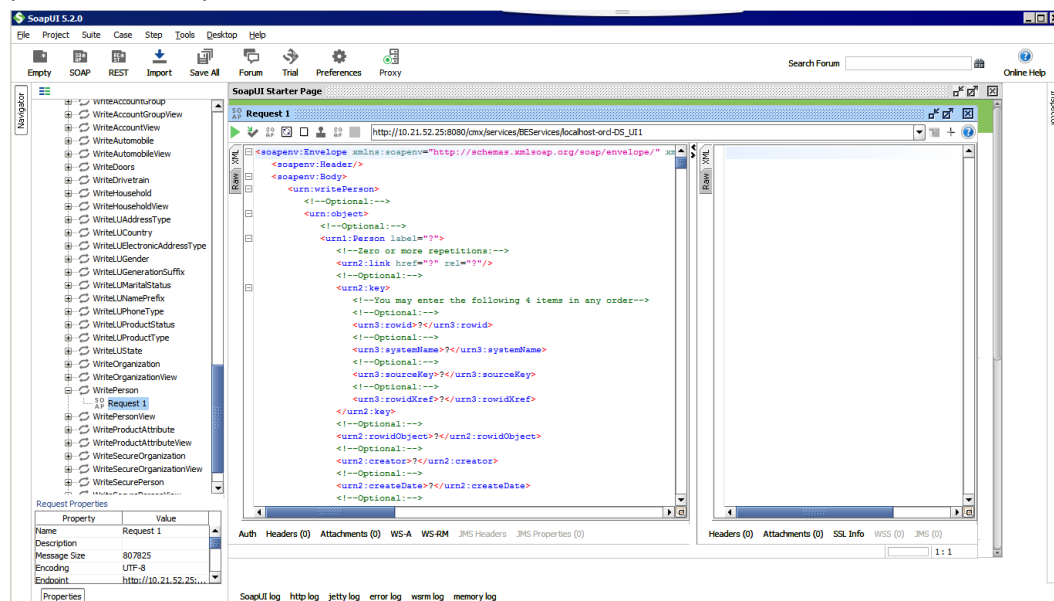 SoapUI 5.2.0
File Project Suite Case Step Tools Desktop Help
Empty SOAP REST Import Save All Forum Trial Preferences Proxy
Search Forum
Online Help
Navigator
WriteAccountGroup
WriteAccountGroupView
WriteAccountView
WriteAutomobile
WriteAutomobileView
WriteDoors
WriteDrivetrain
WriteHousehold
WriteHouseholdView
WriteLUAddressType
WriteLUCountry
WriteLUElectronicAddressType
WriteLUGender
WriteLUGenerationSuffix
WriteLUMaritalStatus
WriteLUNamePrefix
WriteLUPhoneType
WriteLUProductStatus
WriteLUProductType
WriteLUState
WriteOrganization
WriteOrganizationView
WritePerson
Request 1
WritePersonView
WriteProductAttribute
WriteProductAttributeView
WriteSecureOrganization
WriteSecureOrganizationView
WriteSecurePerson
WriteSecurePersonView
Request Properties
Property Value
Name Request 1
Description
Message Size 807825
Encoding UTF-8
Endpoint http://10.21.52.25:...
Properties
SoapUI Starter Page
Request 1
http://10.21.52.25:8080/cmx/services/BEServices/localhost-orcl-DS_UI1
XML
Raw
<soapenv:Envelope xmlns:soapenv="http://schemas.xmlsoap.org/soap/envelope/" xm
<soapenv:Header/>
<soapenv:Body>
<urn:writePerson>
<!--Optional:-->
<urn:object>
<!--Optional:-->
<urn1:Person label="?">
<!--Zero or more repetitions:-->
<urn2:link href="?" rel="?"/>
<!--Optional:-->
<urn2:key>
<!--You may enter the following 4 items in any order-->
<!--Optional:-->
<urn3:rowid>?</urn3:rowid>
<!--Optional:-->
<urn3:systemName>?</urn3:systemName>
<!--Optional:-->
<urn3:sourceKey>?</urn3:sourceKey>
<!--Optional:-->
<urn3:rowidXref>?</urn3:rowidXref>
</urn2:key>
<!--Optional:-->
<urn2:rowidObject>?</urn2:rowidObject>
<!--Optional:-->
<urn2:creator>?</urn2:creator>
<!--Optional:-->
<urn2:createDate>?</urn2:createDate>
<!--Optional:-->
Auth Headers (0) Attachments (0) WS-A WS-RM JMS Headers JMS Properties (0)
XML
Raw
Headers (0) Attachments (0) SSL Info WSS (0) JMS (0)
1 : 1
SoapUI log http log jetty log error log wsrm log memory log